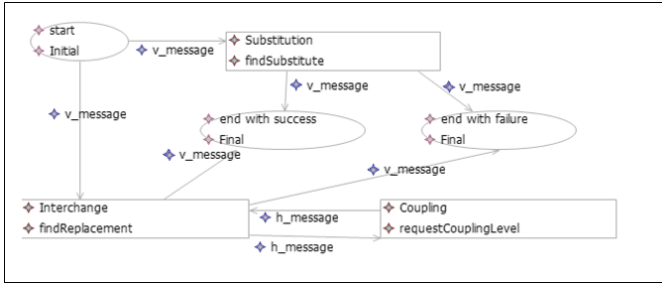 start
Initial
v_message
Substitution
findSubstitute
v_message
v_message
v_message
end with success
Final
end with failure
Final
v_message
v_message
Interchange
findReplacement
h_message
Coupling
requestCouplingLevel
h_message